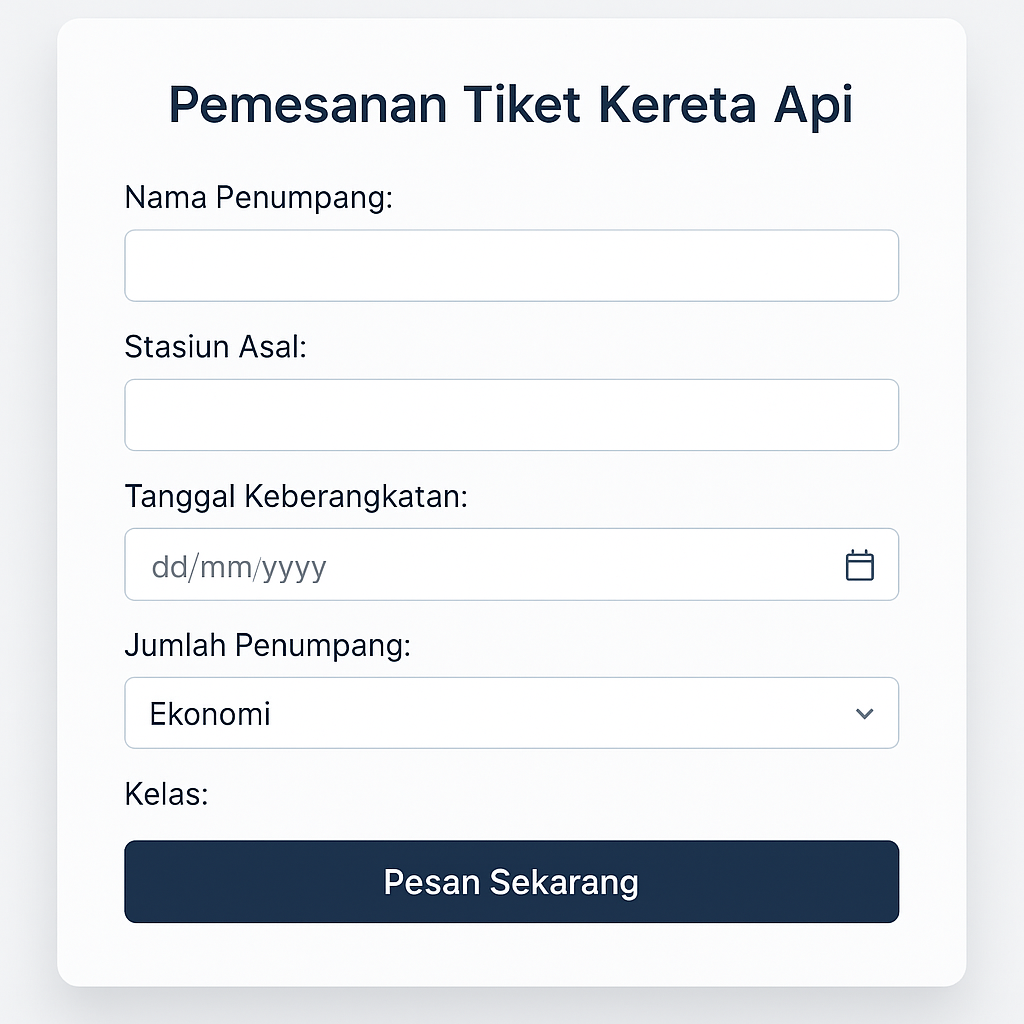 Pemesanan Tiket Kereta Api
Nama Penumpang:
Stasiun Asal:
Tanggal Keberangkatan:
dd/mm/yyyy
Jumlah Penumpang:
Ekonomi
Kelas:
Pesan Sekarang